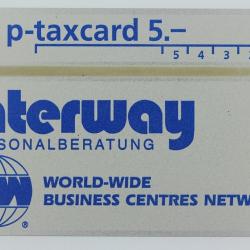 p-taxcard 5.–
5 4 3
nterway
SONALBERATUNG
W
WORLD-WIDE
BUSINESS CENTRES NETW
®